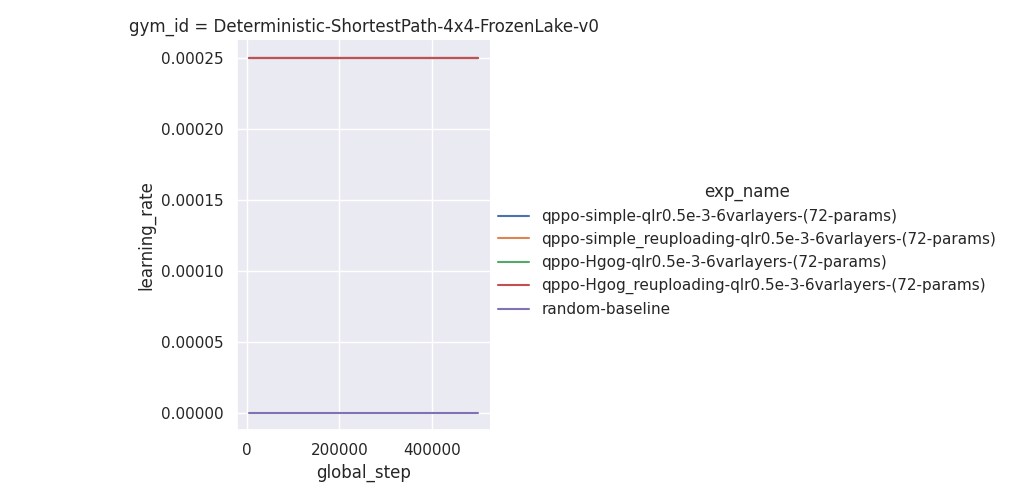 gym_id = Deterministic-ShortestPath-4x4-FrozenLake-v0
0.00025
0.00020
0.00015
0.00010
0.00005
0.00000
learning_rate
0
200000
400000
global_step
exp_name
qppo-simple-qlr0.5e-3-6varlayers-(72-params)
qppo-simple_reuploading-qlr0.5e-3-6varlayers-(72-params)
qppo-Hgog-qlr0.5e-3-6varlayers-(72-params)
qppo-Hgog_reuploading-qlr0.5e-3-6varlayers-(72-params)
random-baseline